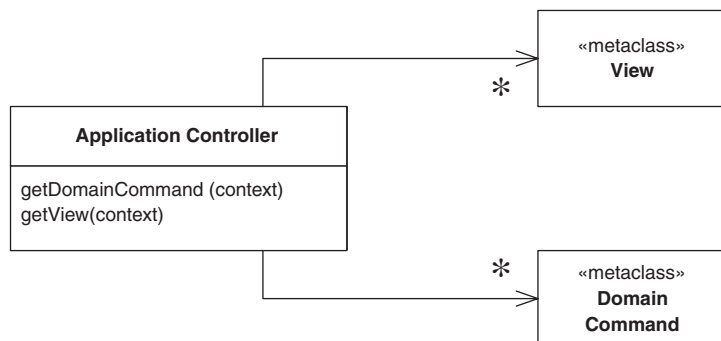 «metaclass»
View
*
Application Controller
getDomainCommand (context)
getView(context)
*
«metaclass»
Domain
Command